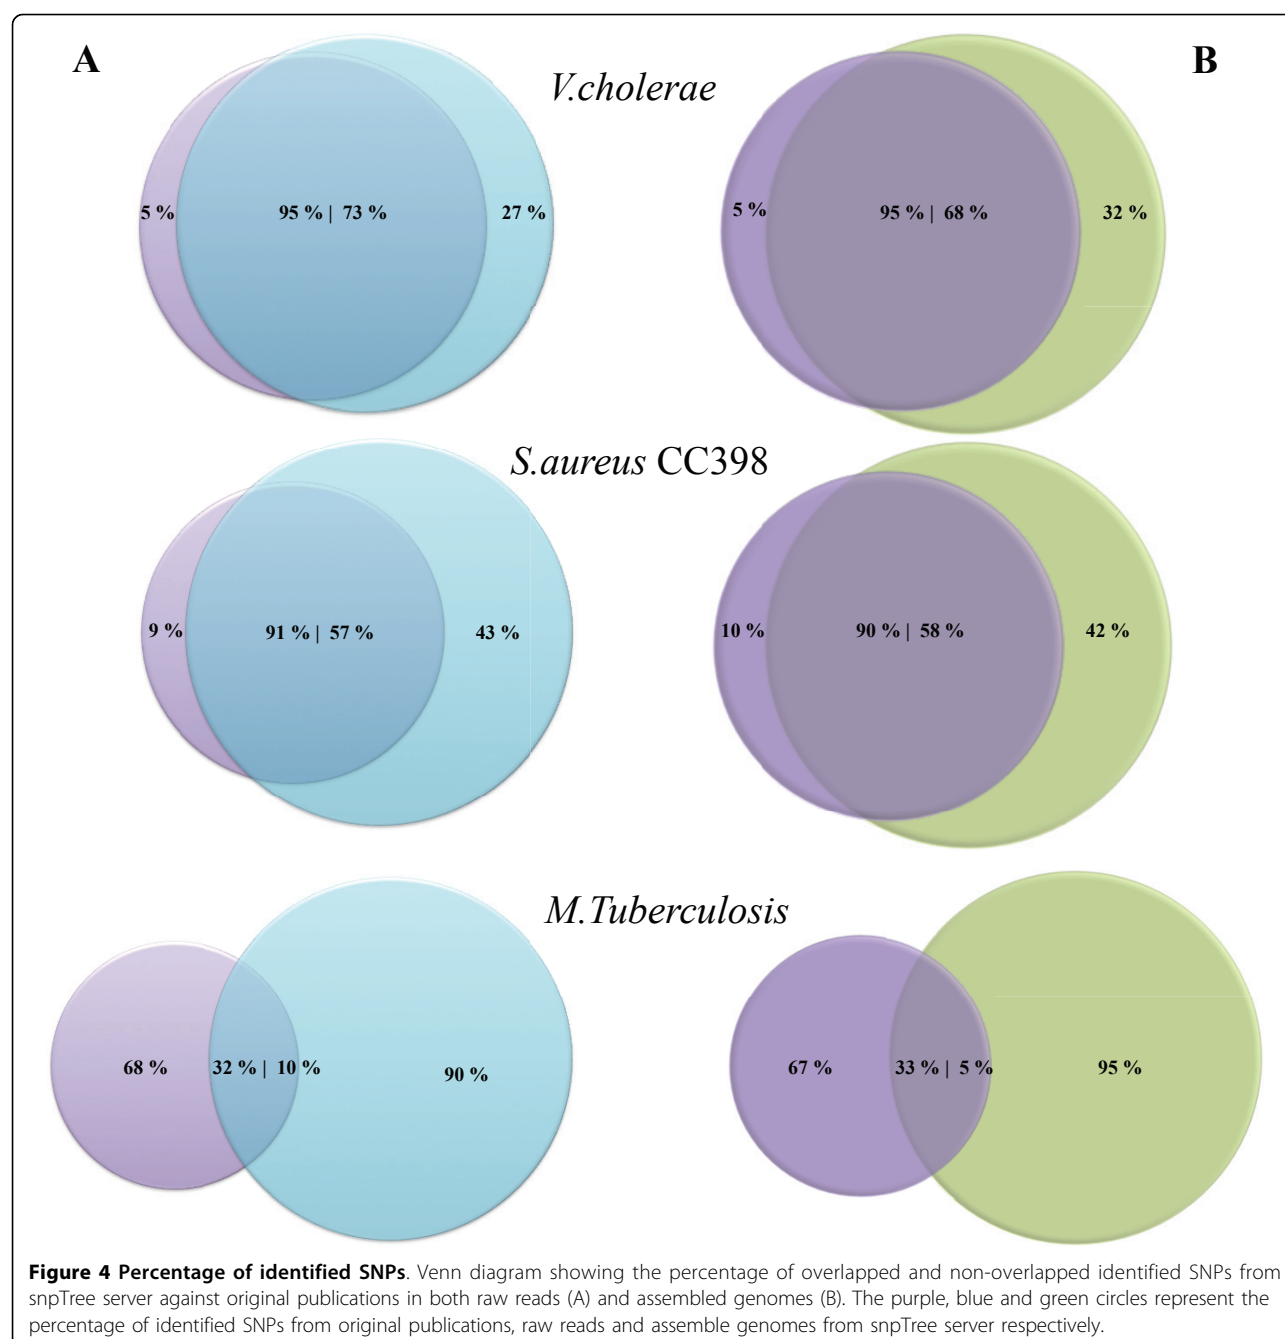 A
B
V.cholerae
5 %
95 % | 73 %
27 %
5 %
95 % | 68 %
32 %
S.aureus CC398
9 %
91 % | 57 %
43 %
10 %
90 % | 58 %
42 %
M.Tuberculosis
68 %
32 % | 10 %
90 %
67 %
33 % | 5 %
95 %
Figure 4 Percentage of identified SNPs. Venn diagram showing the percentage of overlapped and non-overlapped identified SNPs from
snpTree server against original publications in both raw reads (A) and assembled genomes (B). The purple, blue and green circles represent the
percentage of identified SNPs from original publications, raw reads and assemble genomes from snpTree server respectively.